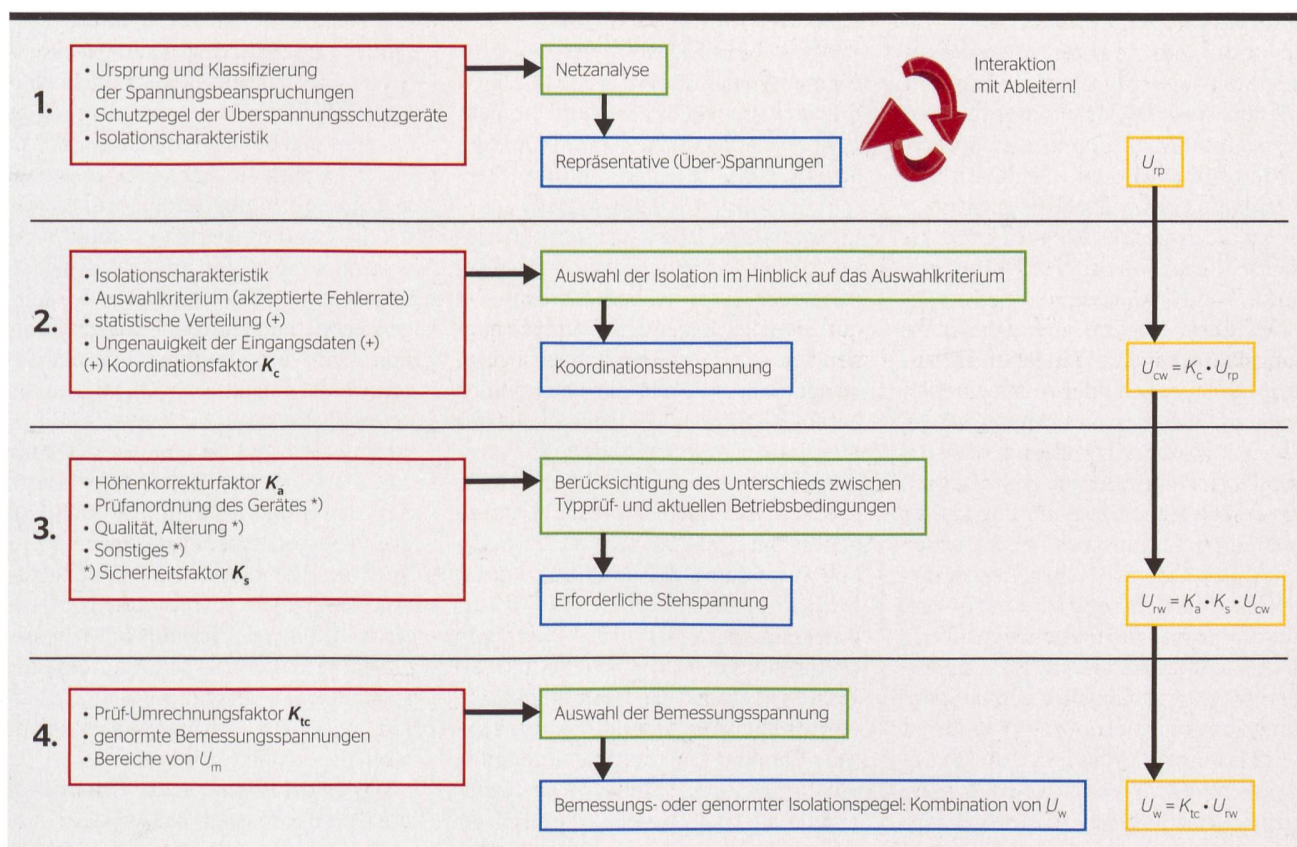 1.
• Ursprung und Klassifizierung
der Spannungsbeanspruchungen
• Schutzpegel der Überspannungsschutzgeräte
• Isolationscharakteristik
Netzanalyse
Repräsentative (Über-)Spannungen
Interaktion
mit Ableitern!
U_rp
2.
• Isolationscharakteristik
• Auswahlkriterium (akzeptierte Fehlerrate)
• statistische Verteilung (+)
• Ungenauigkeit der Eingangsdaten (+)
(+) Koordinationsfaktor K_c
Auswahl der Isolation im Hinblick auf das Auswahlkriterium
Koordinationsstehspannung
U_cw = K_c • U_rp
3.
• Höhenkorrekturfaktor K_a
• Prüfanordnung des Gerätes *)
• Qualität, Alterung *)
• Sonstiges *)
*) Sicherheitsfaktor K_s
Berücksichtigung des Unterschieds zwischen
Typprüf- und aktuellen Betriebsbedingungen
Erforderliche Stehspannung
U_rw = K_a • K_s • U_cw
4.
• Prüf-Umrechnungsfaktor K_tc
• genormte Bemessungsspannungen
• Bereiche von U_m
Auswahl der Bemessungsspannung
Bemessungs- oder genormter Isolationspegel: Kombination von U_w
U_w = K_tc • U_rw